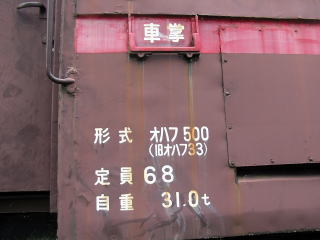 車掌
形式 オハフ500
(旧オハフ33)
定員 68
自重 31.0t